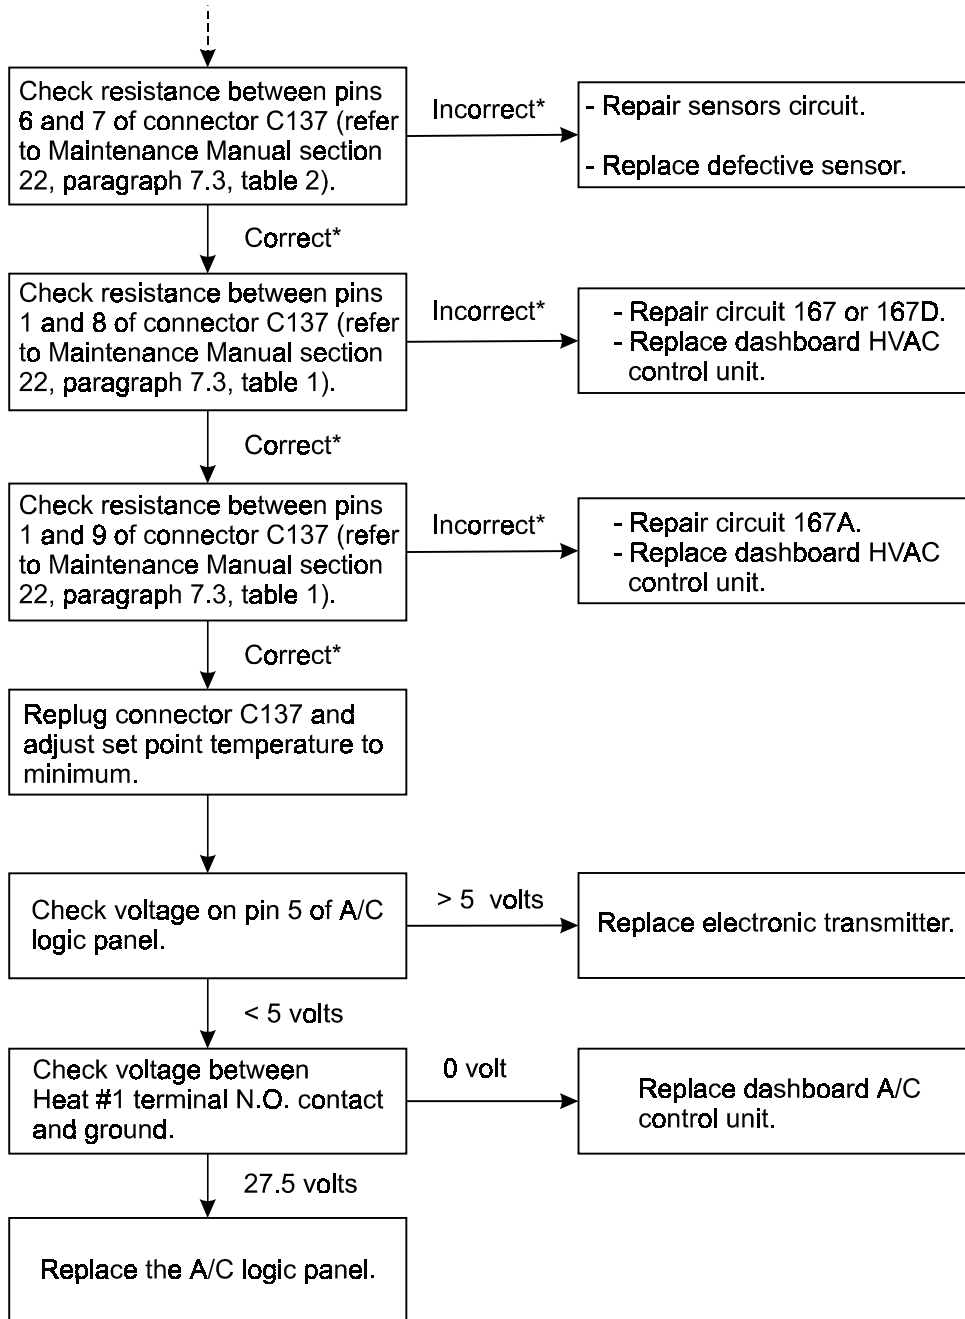 Check resistance between pins
6 and 7 of connector C137 (refer
to Maintenance Manual section
22, paragraph 7.3, table 2).
Incorrect*
- Repair sensors circuit.
- Replace defective sensor.
Correct*
Check resistance between pins
1 and 8 of connector C137 (refer
to Maintenance Manual section
22, paragraph 7.3, table 1).
Incorrect*
- Repair circuit 167 or 167D.
- Replace dashboard HVAC
control unit.
Correct*
Check resistance between pins
1 and 9 of connector C137 (refer
to Maintenance Manual section
22, paragraph 7.3, table 1).
Incorrect*
- Repair circuit 167A.
- Replace dashboard HVAC
control unit.
Correct*
Replug connector C137 and
adjust set point temperature to
minimum.
Check voltage on pin 5 of A/C
logic panel.
> 5 volts
Replace electronic transmitter.
< 5 volts
Check voltage between
Heat #1 terminal N.O. contact
and ground.
0 volt
Replace dashboard A/C
control unit.
27.5 volts
Replace the A/C logic panel.